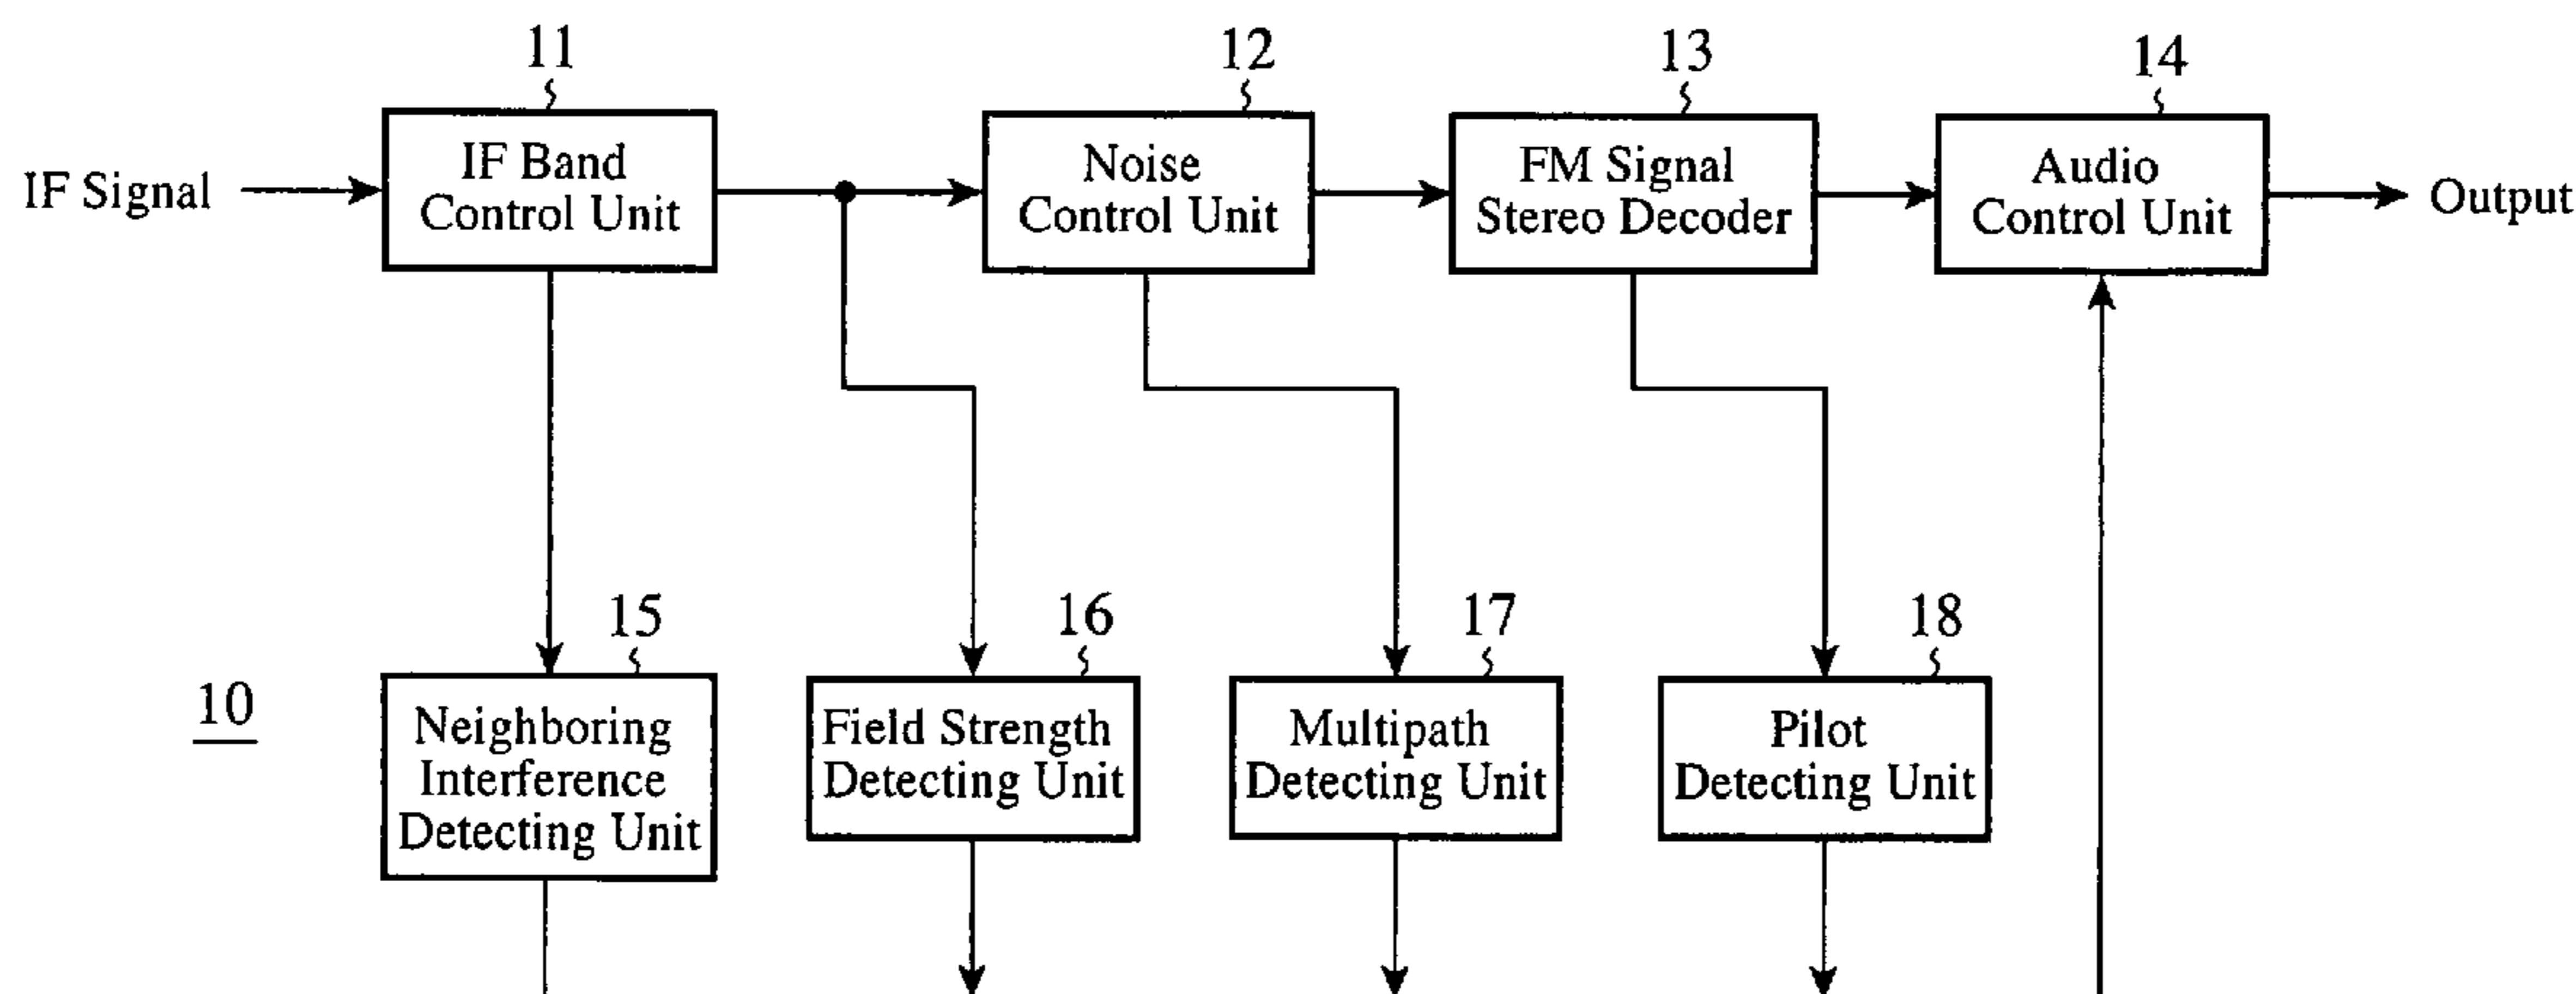 11
12
13
14
IF Signal
IF Band
Control Unit
Noise
Control Unit
FM Signal
Stereo Decoder
Audio
Control Unit
Output
15
16
17
18
10
Neighboring
Interference
Detecting Unit
Field Strength
Detecting Unit
Multipath
Detecting Unit
Pilot
Detecting Unit